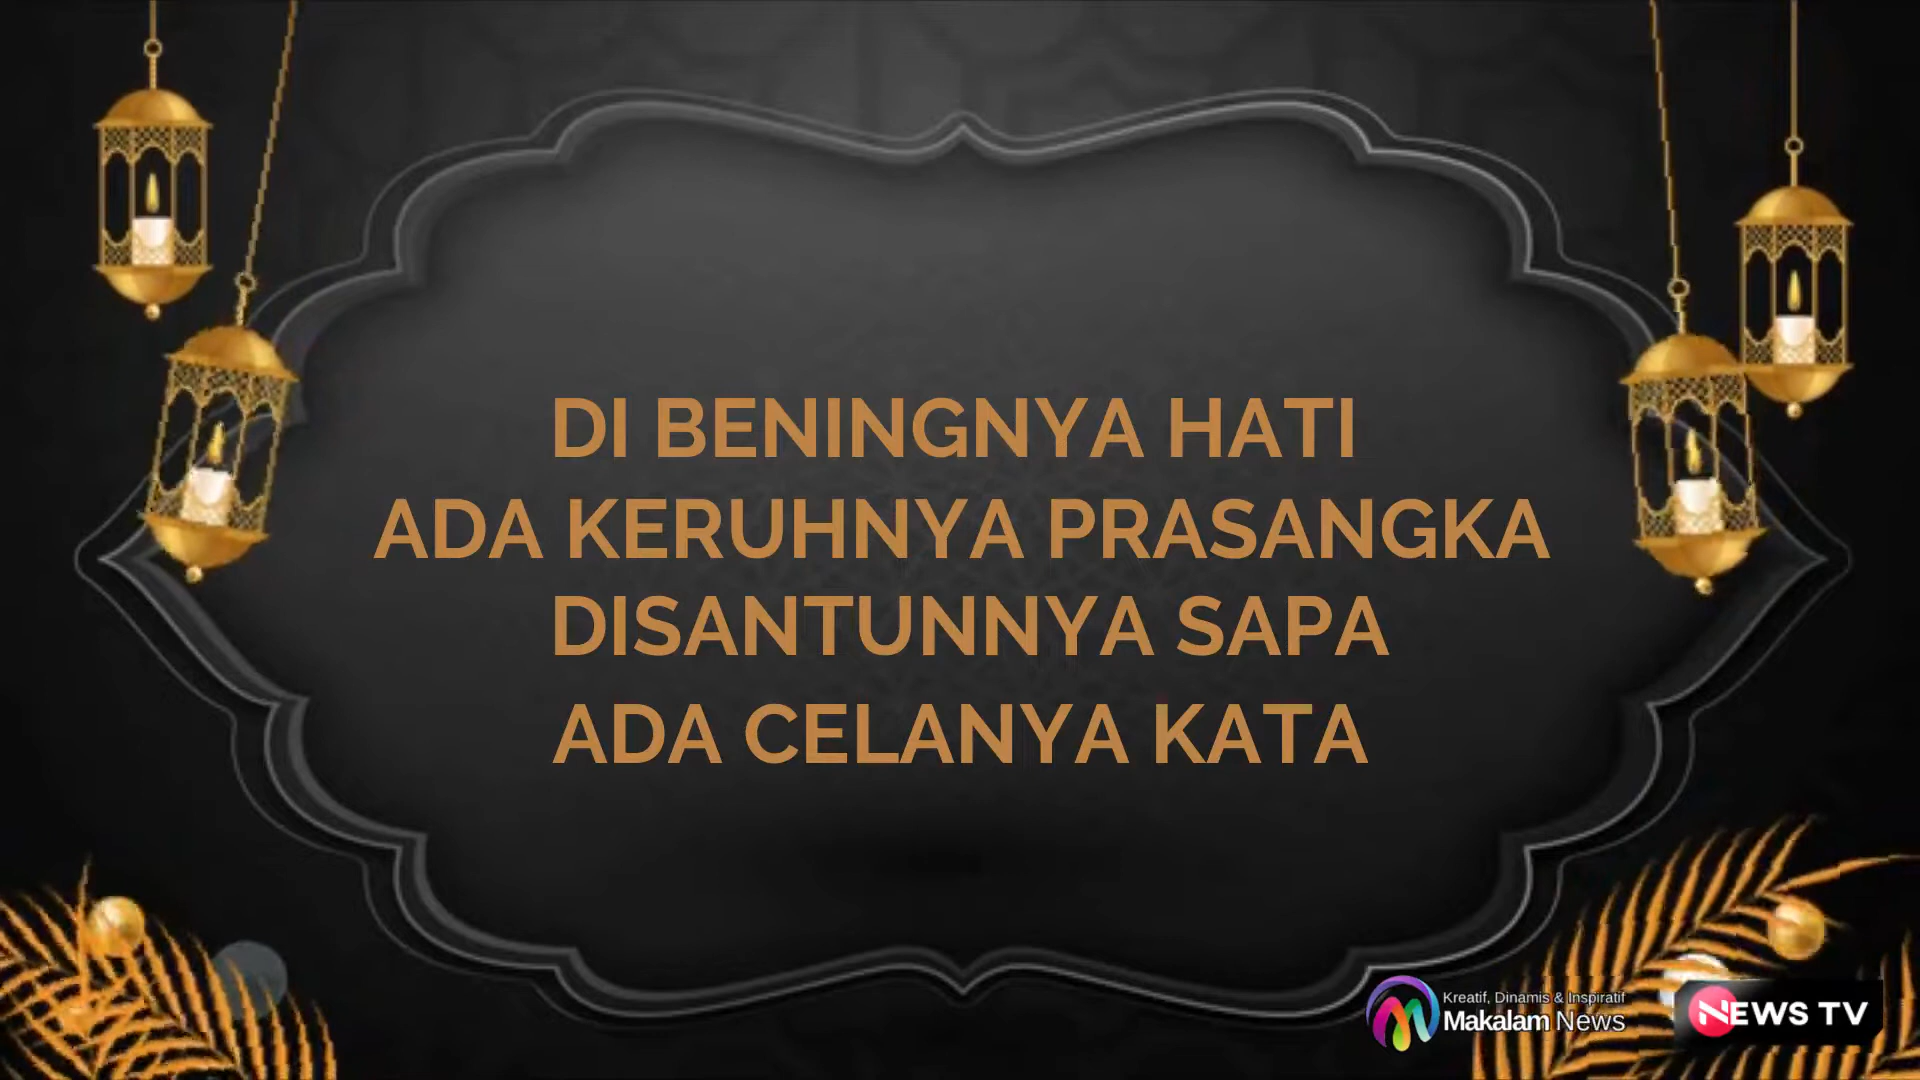 DI BENINGNYA HATI
ADA KERUHNYA PRASANGKA
DISANTUNNYA SAPA
ADA CELANYA KATA
Kreatif, Dinamis & Inspiratif
Makalam News
NEWS TV